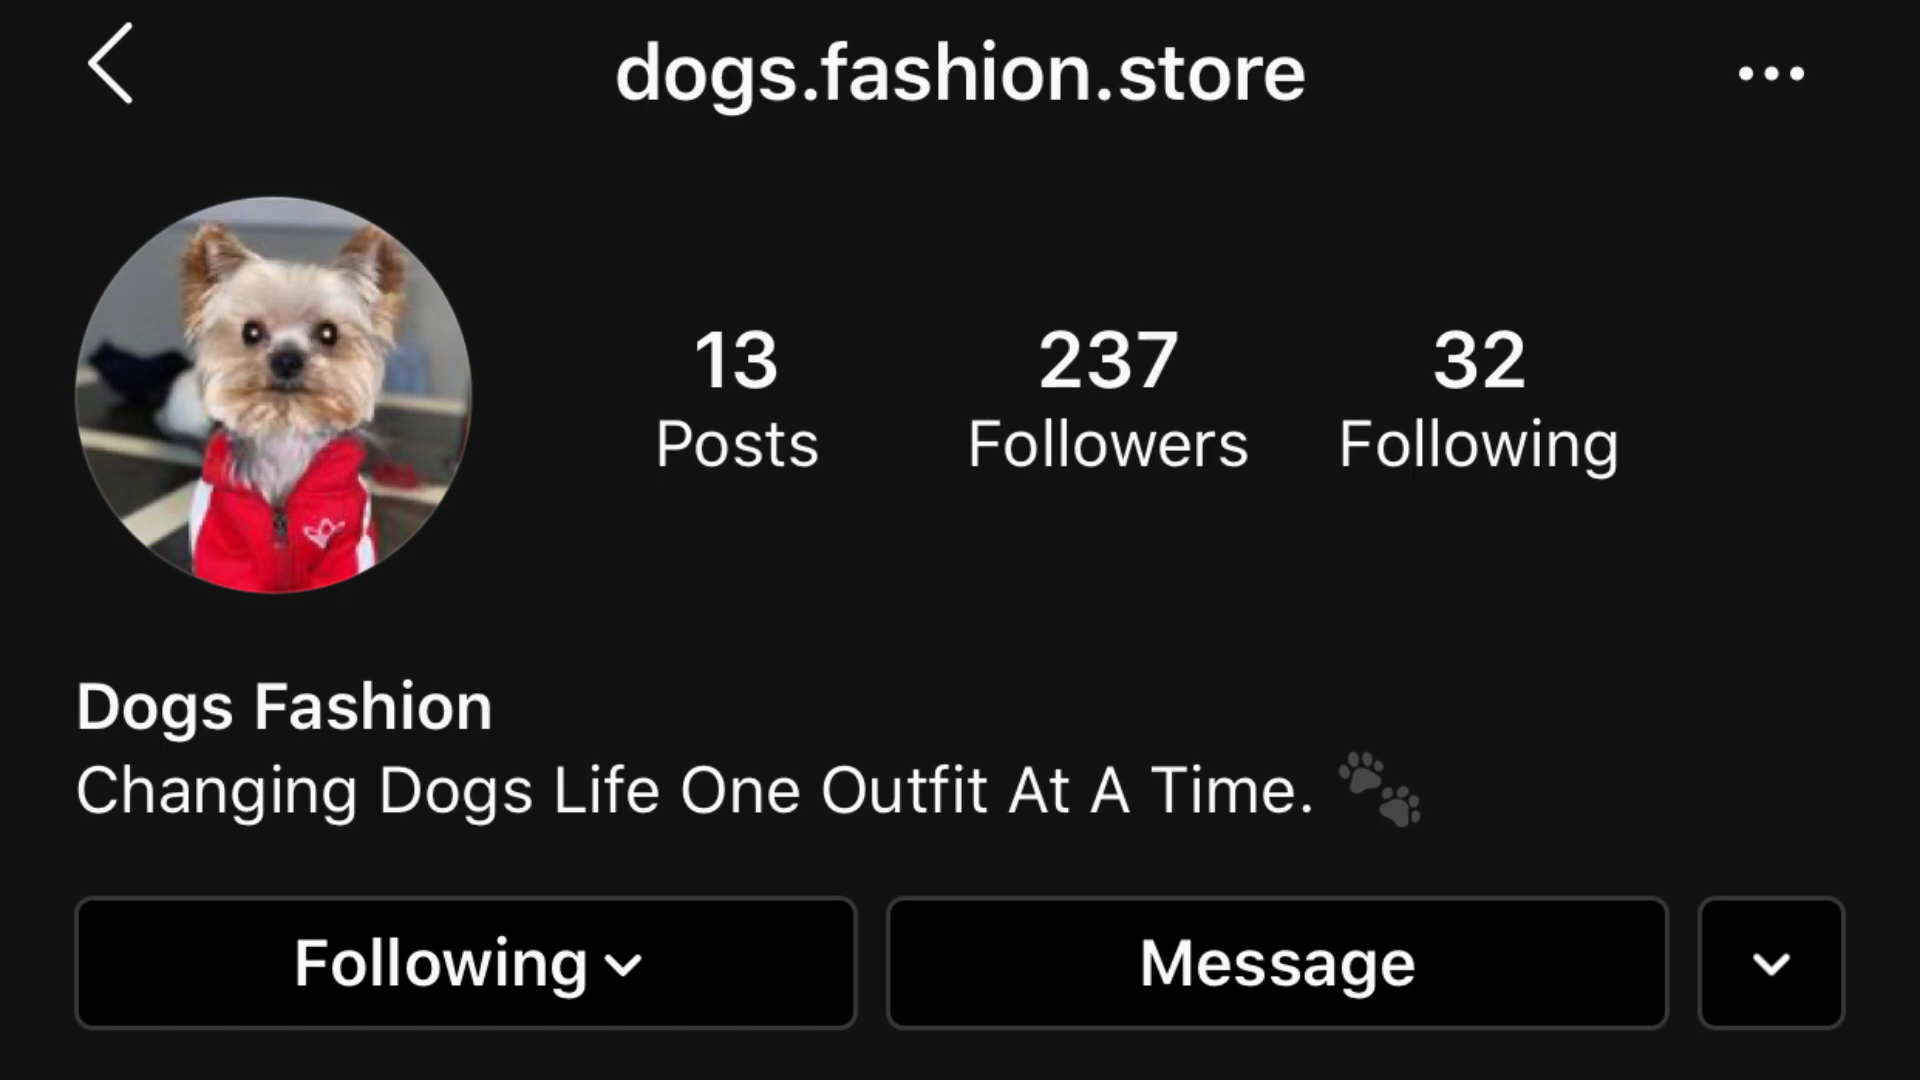 dogs.fashion.store
13
Posts
237
Followers
32
Following
Dogs Fashion
Changing Dogs Life One Outfit At A Time. 🐾
Following
Message